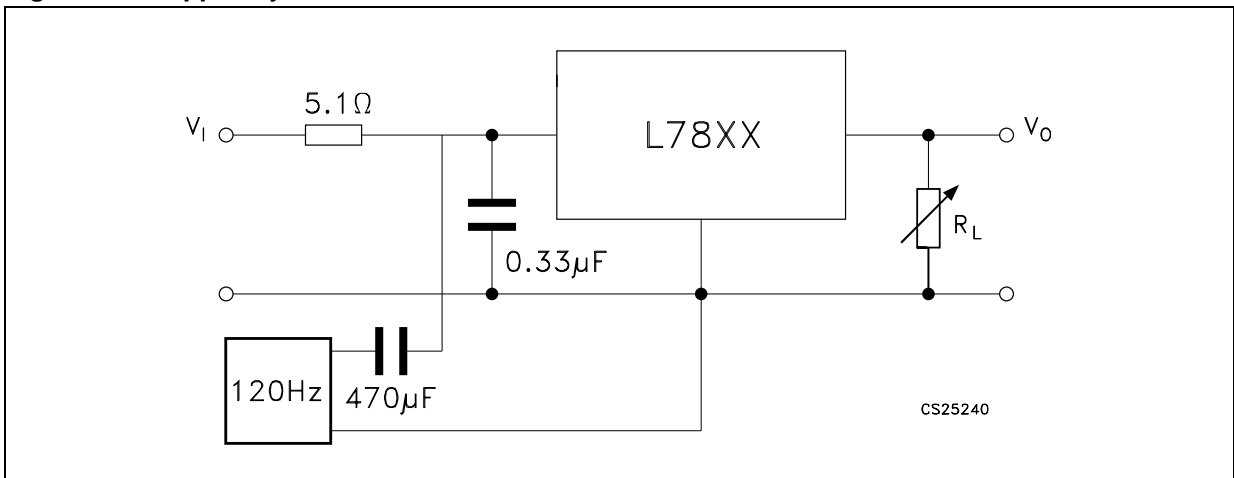 5.1Ω
V_I
L78XX
V_O
R_L
0.33µF
120Hz
470µF
CS25240